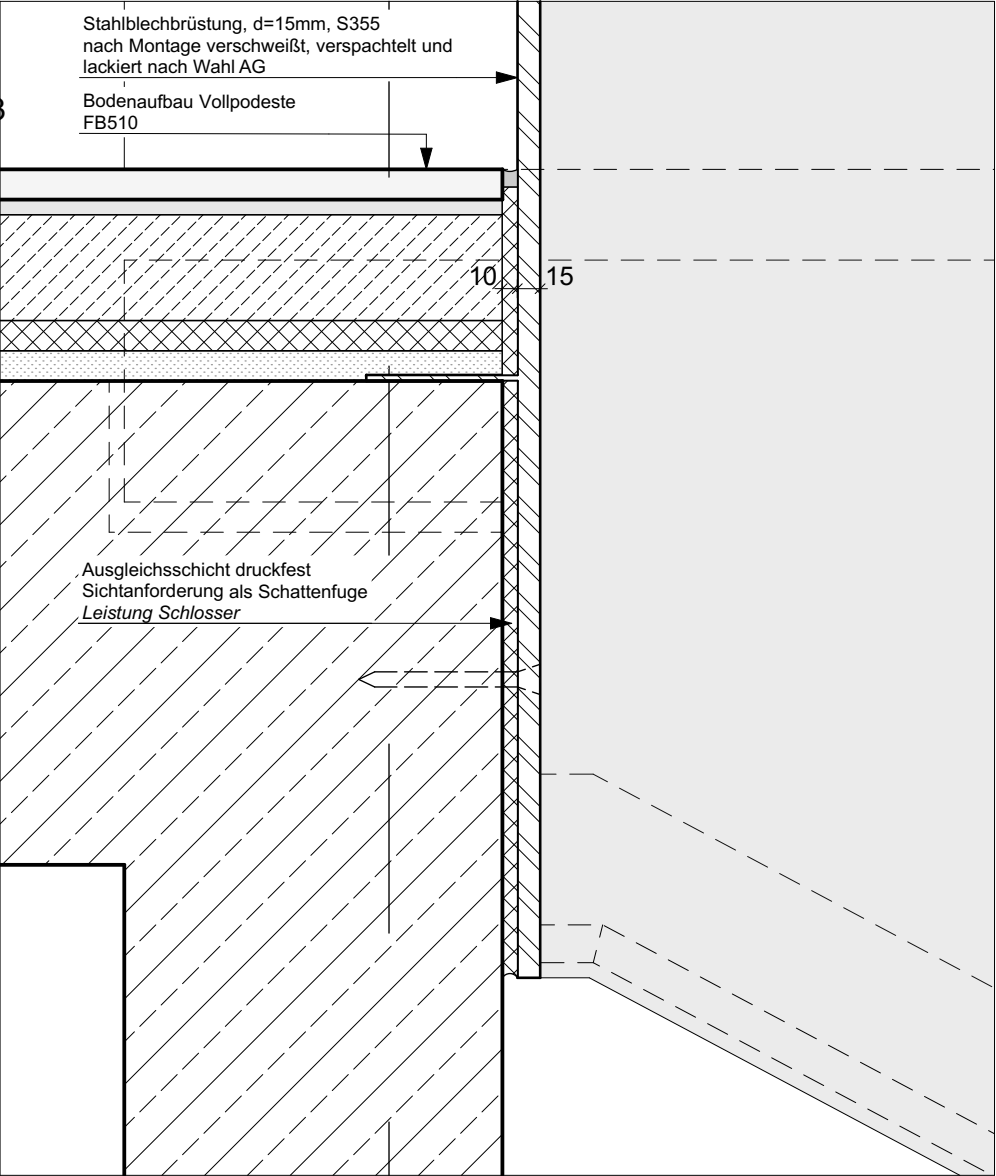 Stahlblechbrüstung, d=15mm, S355
nach Montage verschweißt, verspachtelt und
lackiert nach Wahl AG
Bodenaufbau Vollpodeste
FB510
10
15
Ausgleichsschicht druckfest
Sichtanforderung als Schattenfuge
Leistung Schlosser